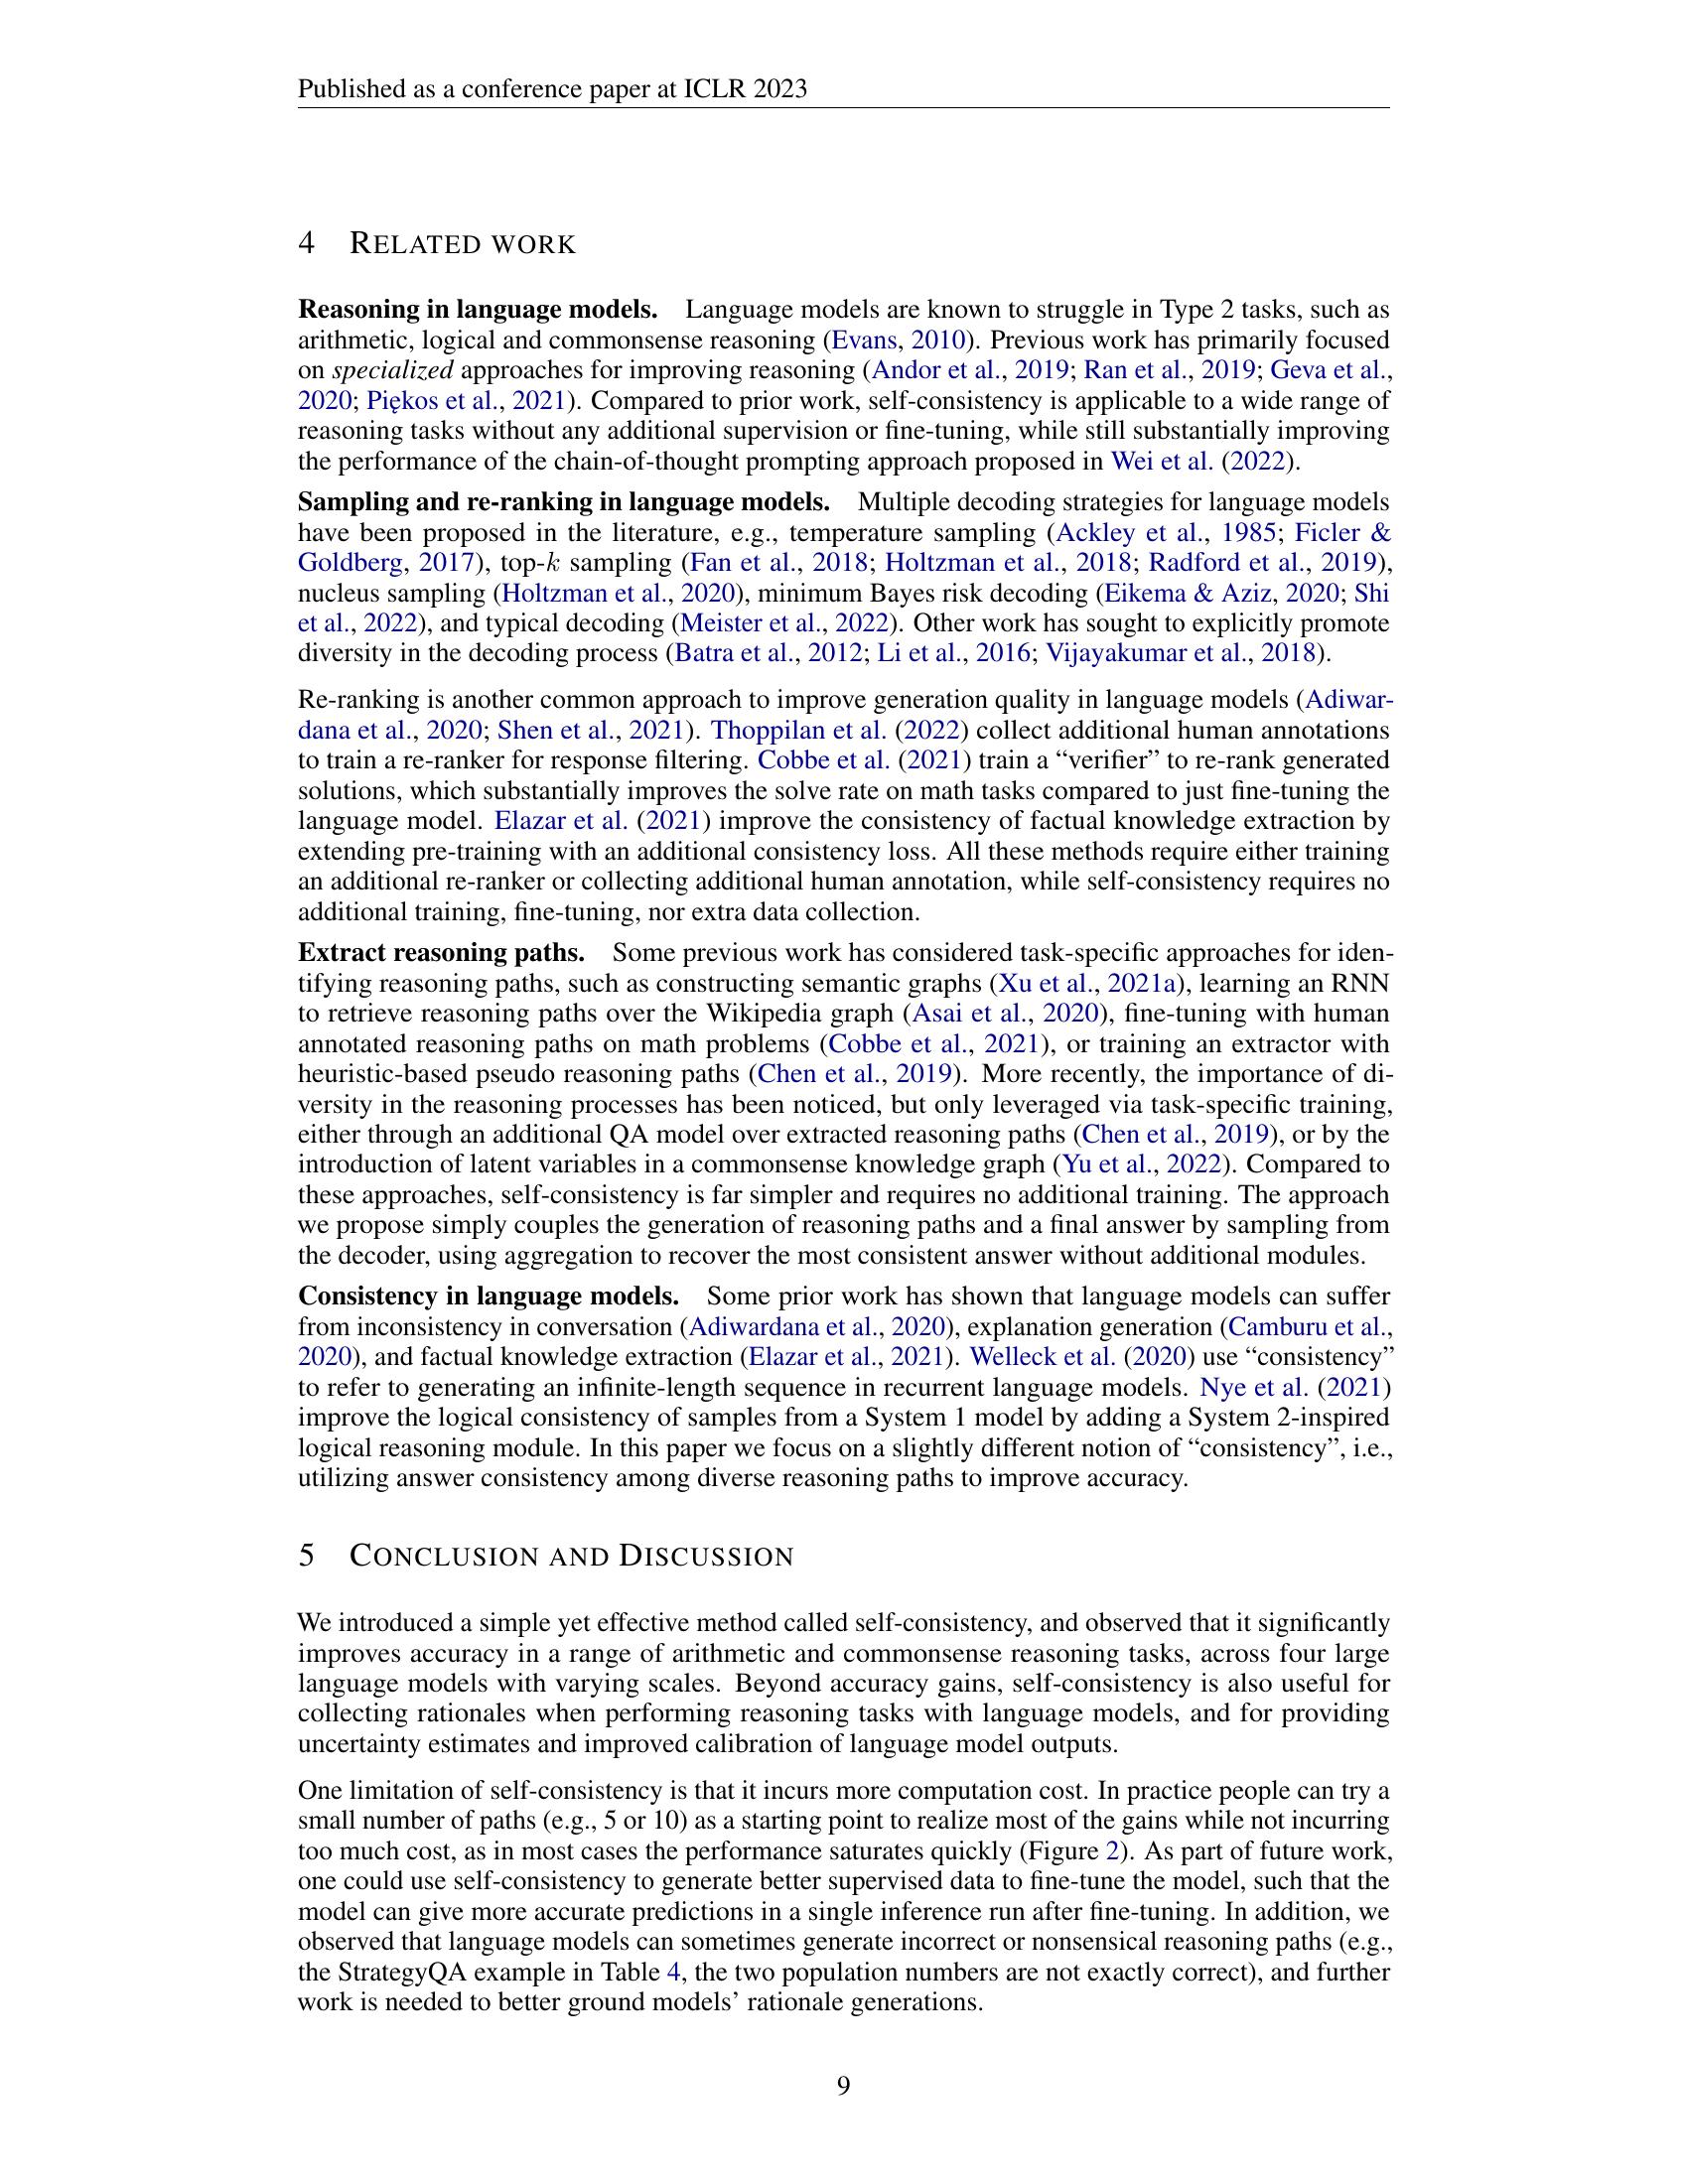 Published as a conference paper at ICLR 2023
4 RELATED WORK
Reasoning in language models. Language models are known to struggle in Type 2 tasks, such as
arithmetic, logical and commonsense reasoning (Evans, 2010). Previous work has primarily focused
on specialized approaches for improving reasoning (Andor et al., 2019; Ran et al., 2019; Geva et al.,
2020; Piękos et al., 2021). Compared to prior work, self-consistency is applicable to a wide range of
reasoning tasks without any additional supervision or fine-tuning, while still substantially improving
the performance of the chain-of-thought prompting approach proposed in Wei et al. (2022).
Sampling and re-ranking in language models. Multiple decoding strategies for language models
have been proposed in the literature, e.g., temperature sampling (Ackley et al., 1985; Ficler &
Goldberg, 2017), top-k sampling (Fan et al., 2018; Holtzman et al., 2018; Radford et al., 2019),
nucleus sampling (Holtzman et al., 2020), minimum Bayes risk decoding (Eikema & Aziz, 2020; Shi
et al., 2022), and typical decoding (Meister et al., 2022). Other work has sought to explicitly promote
diversity in the decoding process (Batra et al., 2012; Li et al., 2016; Vijayakumar et al., 2018).
Re-ranking is another common approach to improve generation quality in language models (Adiwar-
dana et al., 2020; Shen et al., 2021). Thoppilan et al. (2022) collect additional human annotations
to train a re-ranker for response filtering. Cobbe et al. (2021) train a “verifier” to re-rank generated
solutions, which substantially improves the solve rate on math tasks compared to just fine-tuning the
language model. Elazar et al. (2021) improve the consistency of factual knowledge extraction by
extending pre-training with an additional consistency loss. All these methods require either training
an additional re-ranker or collecting additional human annotation, while self-consistency requires no
additional training, fine-tuning, nor extra data collection.
Extract reasoning paths. Some previous work has considered task-specific approaches for iden-
tifying reasoning paths, such as constructing semantic graphs (Xu et al., 2021a), learning an RNN
to retrieve reasoning paths over the Wikipedia graph (Asai et al., 2020), fine-tuning with human
annotated reasoning paths on math problems (Cobbe et al., 2021), or training an extractor with
heuristic-based pseudo reasoning paths (Chen et al., 2019). More recently, the importance of di-
versity in the reasoning processes has been noticed, but only leveraged via task-specific training,
either through an additional QA model over extracted reasoning paths (Chen et al., 2019), or by the
introduction of latent variables in a commonsense knowledge graph (Yu et al., 2022). Compared to
these approaches, self-consistency is far simpler and requires no additional training. The approach
we propose simply couples the generation of reasoning paths and a final answer by sampling from
the decoder, using aggregation to recover the most consistent answer without additional modules.
Consistency in language models. Some prior work has shown that language models can suffer
from inconsistency in conversation (Adiwardana et al., 2020), explanation generation (Camburu et al.,
2020), and factual knowledge extraction (Elazar et al., 2021). Welleck et al. (2020) use “consistency”
to refer to generating an infinite-length sequence in recurrent language models. Nye et al. (2021)
improve the logical consistency of samples from a System 1 model by adding a System 2-inspired
logical reasoning module. In this paper we focus on a slightly different notion of “consistency”, i.e.,
utilizing answer consistency among diverse reasoning paths to improve accuracy.
5 CONCLUSION AND DISCUSSION
We introduced a simple yet effective method called self-consistency, and observed that it significantly
improves accuracy in a range of arithmetic and commonsense reasoning tasks, across four large
language models with varying scales. Beyond accuracy gains, self-consistency is also useful for
collecting rationales when performing reasoning tasks with language models, and for providing
uncertainty estimates and improved calibration of language model outputs.
One limitation of self-consistency is that it incurs more computation cost. In practice people can try a
small number of paths (e.g., 5 or 10) as a starting point to realize most of the gains while not incurring
too much cost, as in most cases the performance saturates quickly (Figure 2). As part of future work,
one could use self-consistency to generate better supervised data to fine-tune the model, such that the
model can give more accurate predictions in a single inference run after fine-tuning. In addition, we
observed that language models can sometimes generate incorrect or nonsensical reasoning paths (e.g.,
the StrategyQA example in Table 4, the two population numbers are not exactly correct), and further
work is needed to better ground models’ rationale generations.
9